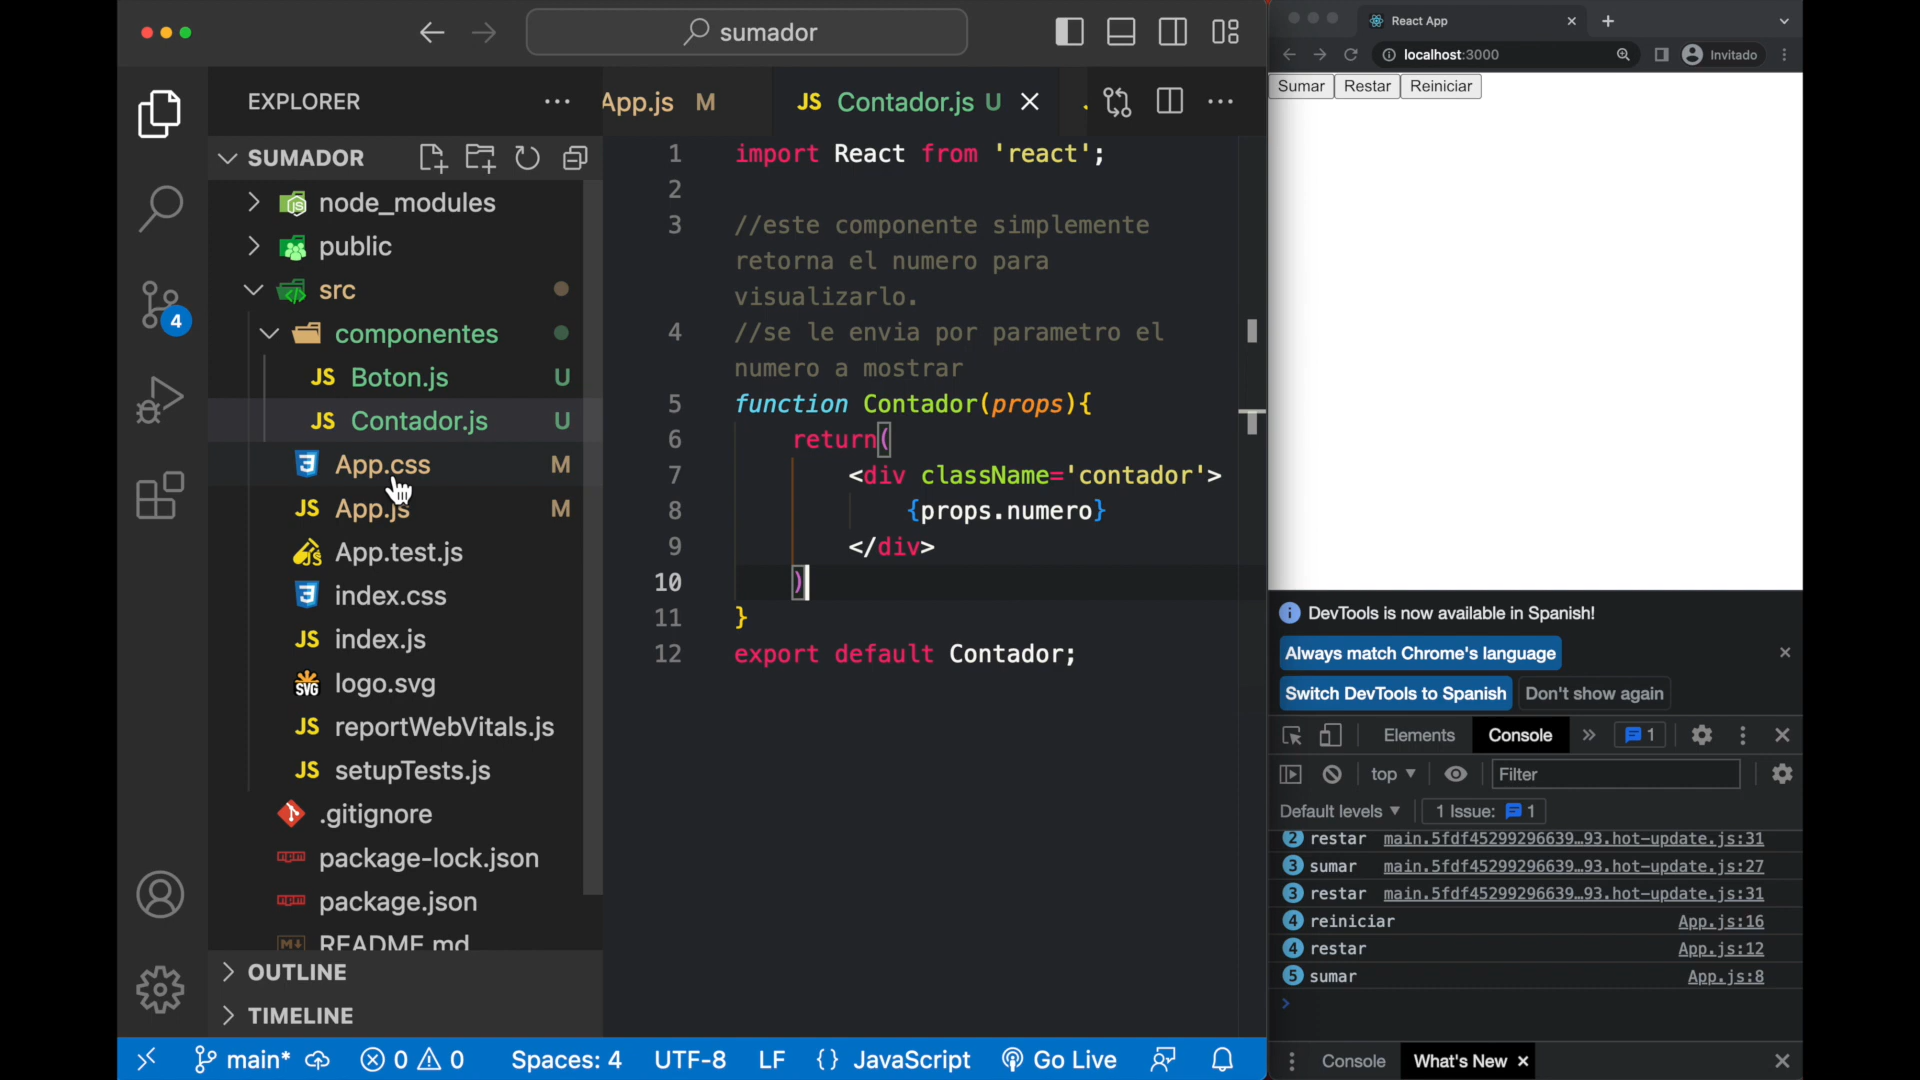 sumador
EXPLORER
SUMADOR
node_modules
public
src
componentes
JS Boton.js U
JS Contador.js U
App.css M
JS App.js M
App.test.js
index.css
JS index.js
SVG logo.svg
JS reportWebVitals.js
JS setupTests.js
.gitignore
package-lock.json
package.json
README.md
OUTLINE
TIMELINE
4
App.js M
JS Contador.js U
1 import React from 'react';
2
3 //este componente simplemente
retorna el numero para
visualizarlo.
4 //se le envia por parametro el
numero a mostrar
5 function Contador(props){
6 return(
7 <div className='contador'>
8 {props.numero}
9 </div>
10 )
11 }
12 export default Contador;
main* 0 0 Spaces: 4 UTF-8 LF {} JavaScript Go Live
React App
localhost:3000
Invitado
Sumar Restar Reiniciar
DevTools is now available in Spanish!
Always match Chrome's language
Switch DevTools to Spanish Don't show again
Elements Console 1
top Filter
Default levels 1 Issue: 1
2 restar main.5fdf45299296639…93.hot-update.js:31
3 sumar main.5fdf45299296639…93.hot-update.js:27
3 restar main.5fdf45299296639…93.hot-update.js:31
4 reiniciar App.js:16
4 restar App.js:12
5 sumar App.js:8
Console What's New